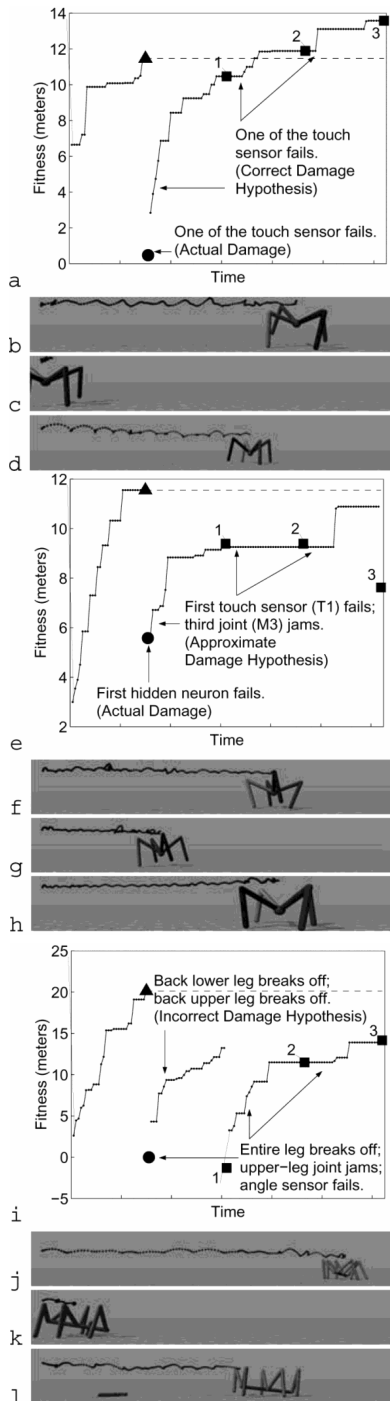 14
12
10
8
6
4
2
0
Fitness (meters)
1
2
3
One of the touch
sensor fails.
(Correct Damage
Hypothesis)
One of the touch sensor fails.
(Actual Damage)
Time
a
b
c
d
12
10
8
6
4
2
Fitness (meters)
1
2
3
First touch sensor (T1) fails;
third joint (M3) jams.
(Approximate
Damage Hypothesis)
First hidden neuron fails.
(Actual Damage)
Time
e
f
g
h
25
20
15
10
5
0
−5
Fitness (meters)
Back lower leg breaks off;
back upper leg breaks off.
(Incorrect Damage Hypothesis)
1
2
3
Entire leg breaks off;
upper−leg joint jams;
angle sensor fails.
Time
i
j
k
l